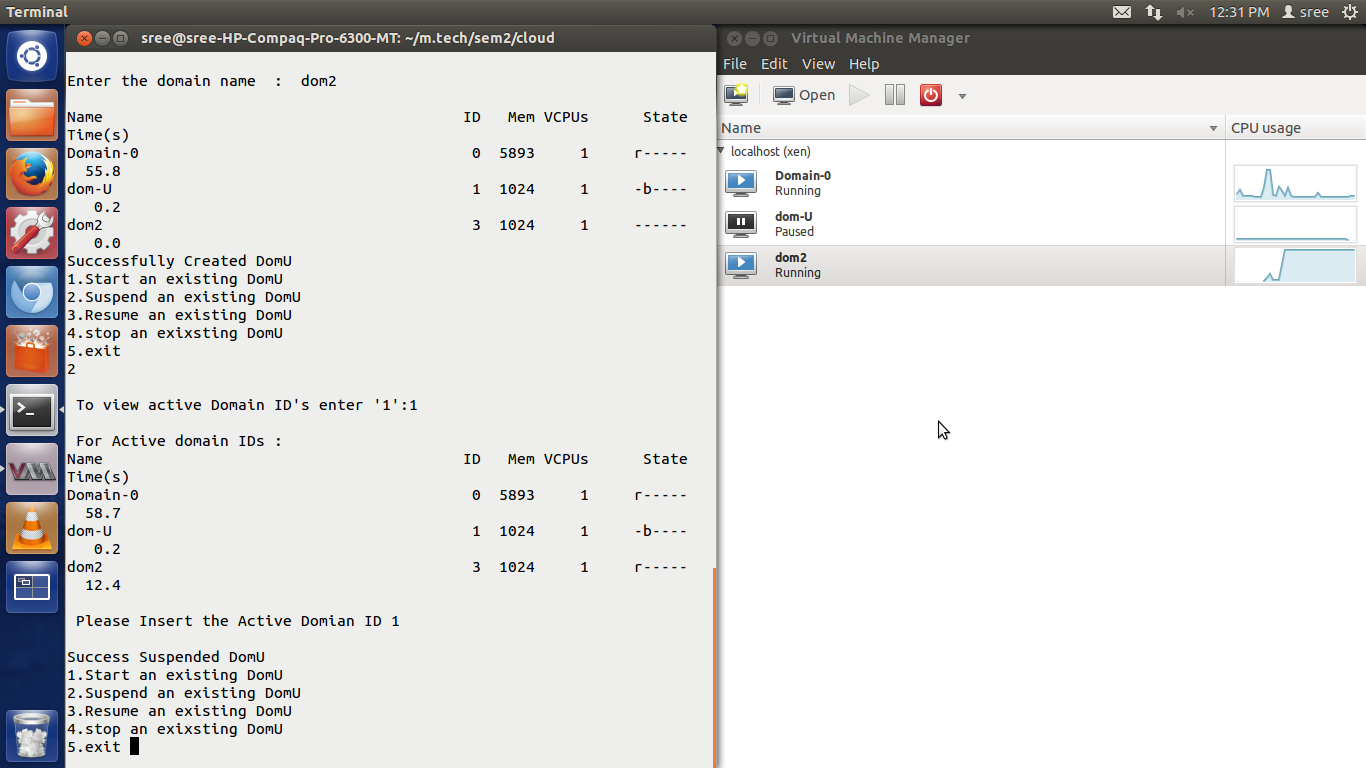 Terminal
12:31 PM sree
sree@sree-HP-Compaq-Pro-6300-MT: ~/m.tech/sem2/cloud
Enter the domain name  :  dom2
Name ID Mem VCPUs State
Time(s)
Domain-0 0 5893 1 r-----
55.8
dom-U 1 1024 1 -b----
0.2
dom2 3 1024 1 ------
0.0
Successfully Created DomU
1.Start an existing DomU
2.Suspend an existing DomU
3.Resume an existing DomU
4.stop an exixsting DomU
5.exit
2
To view active Domain ID's enter '1':1
For Active domain IDs :
Name ID Mem VCPUs State
Time(s)
Domain-0 0 5893 1 r-----
58.7
dom-U 1 1024 1 -b----
0.2
dom2 3 1024 1 r-----
12.4
Please Insert the Active Domian ID 1
Success Suspended DomU
1.Start an existing DomU
2.Suspend an existing DomU
3.Resume an existing DomU
4.stop an exixsting DomU
5.exit
Virtual Machine Manager
File Edit View Help
Open
Name CPU usage
localhost (xen)
Domain-0
Running
dom-U
Paused
dom2
Running